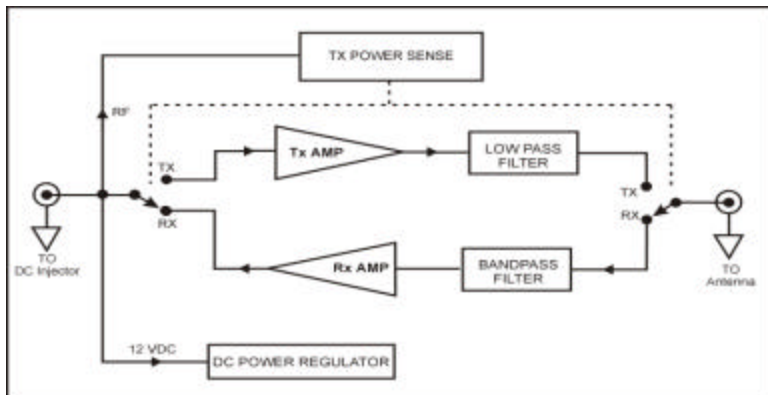 TX POWER SENSE
RF
TX
Tx AMP
LOW PASS
FILTER
TX
RX
RX
TO
DC Injector
Rx AMP
BANDPASS
FILTER
TO
Antenna
12 VDC
DC POWER REGULATOR